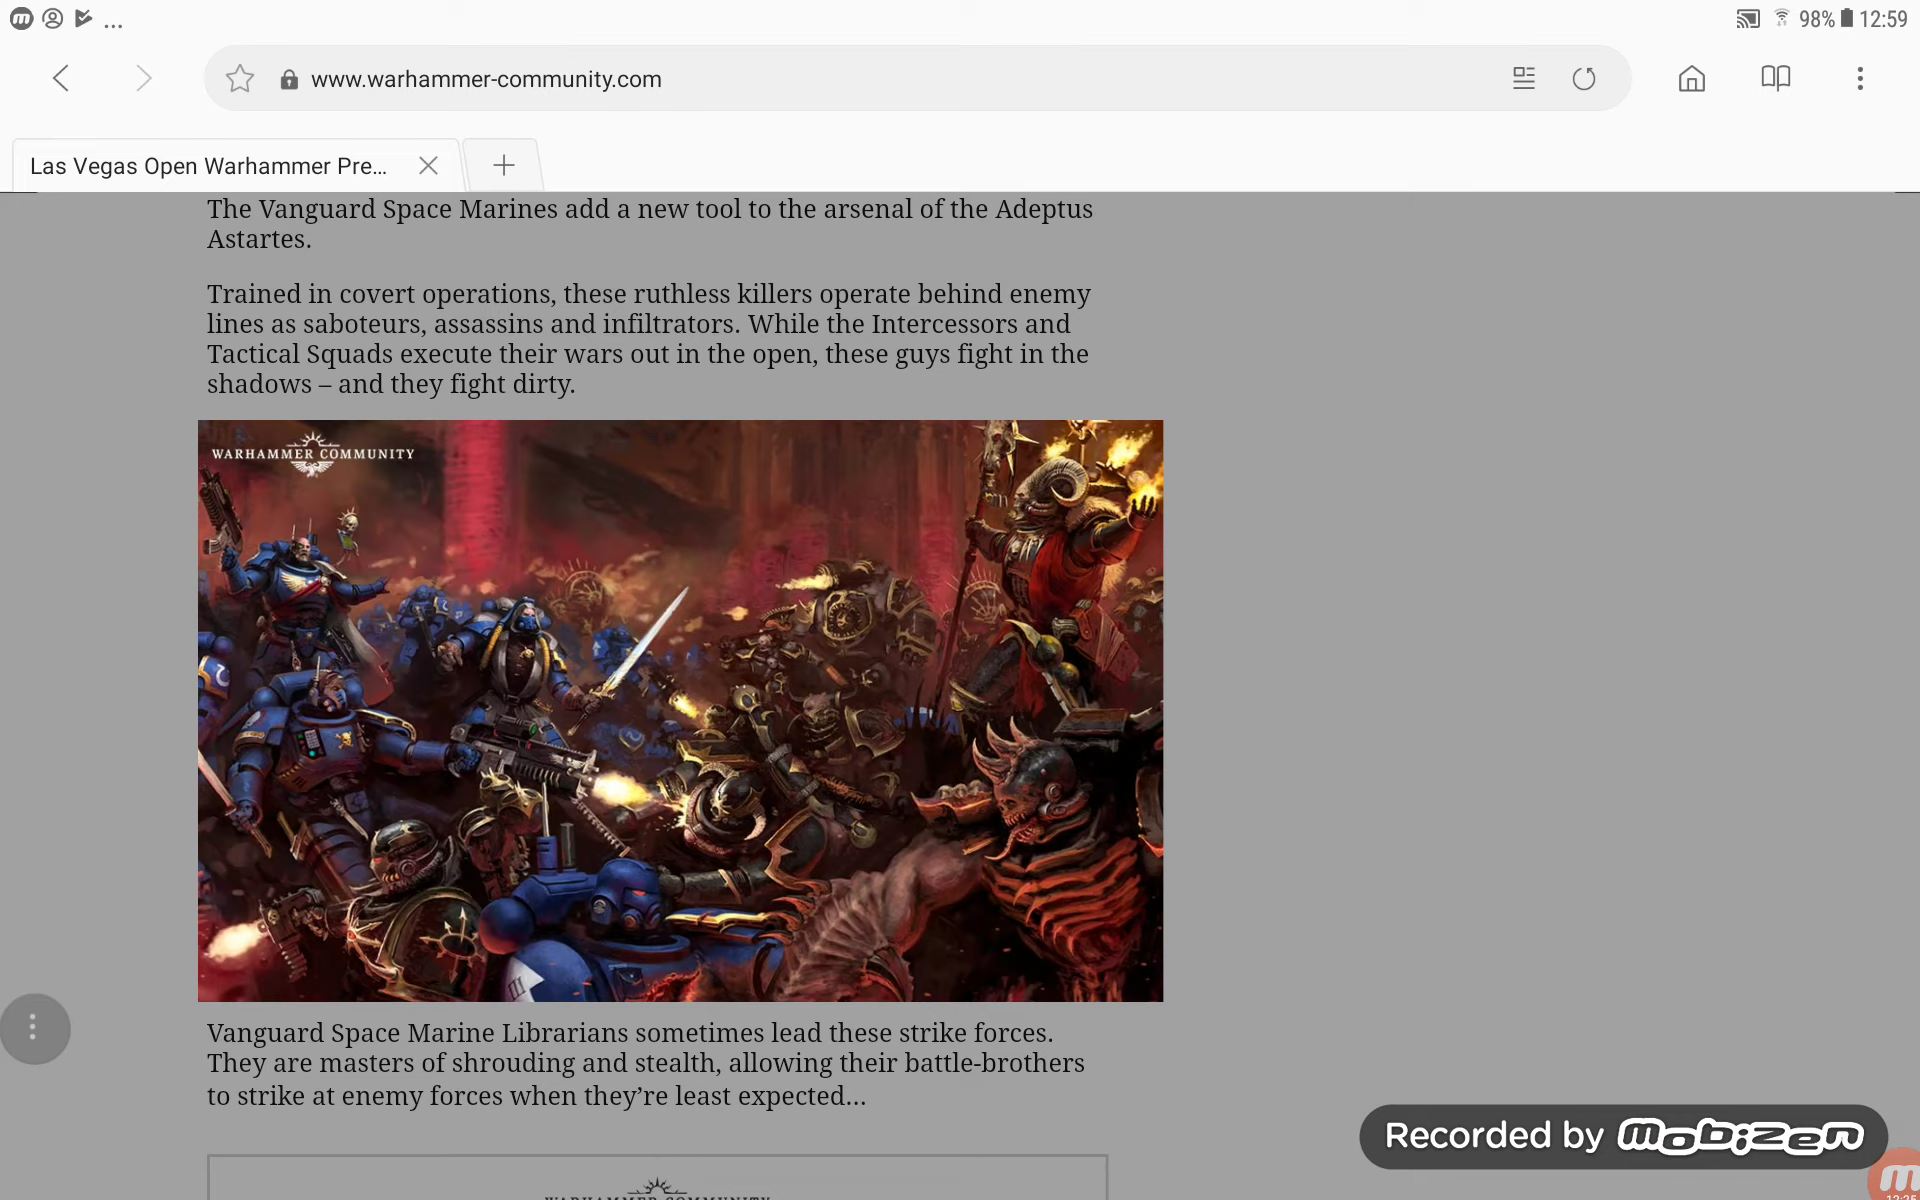 98% 12:59
www.warhammer-community.com
Las Vegas Open Warhammer Pre...
The Vanguard Space Marines add a new tool to the arsenal of the Adeptus
Astartes.
Trained in covert operations, these ruthless killers operate behind enemy
lines as saboteurs, assassins and infiltrators. While the Intercessors and
Tactical Squads execute their wars out in the open, these guys fight in the
shadows – and they fight dirty.
WARHAMMER COMMUNITY
Vanguard Space Marine Librarians sometimes lead these strike forces.
They are masters of shrouding and stealth, allowing their battle-brothers
to strike at enemy forces when they’re least expected…
Recorded by mobizen
WARHAMMER COMMUNITY